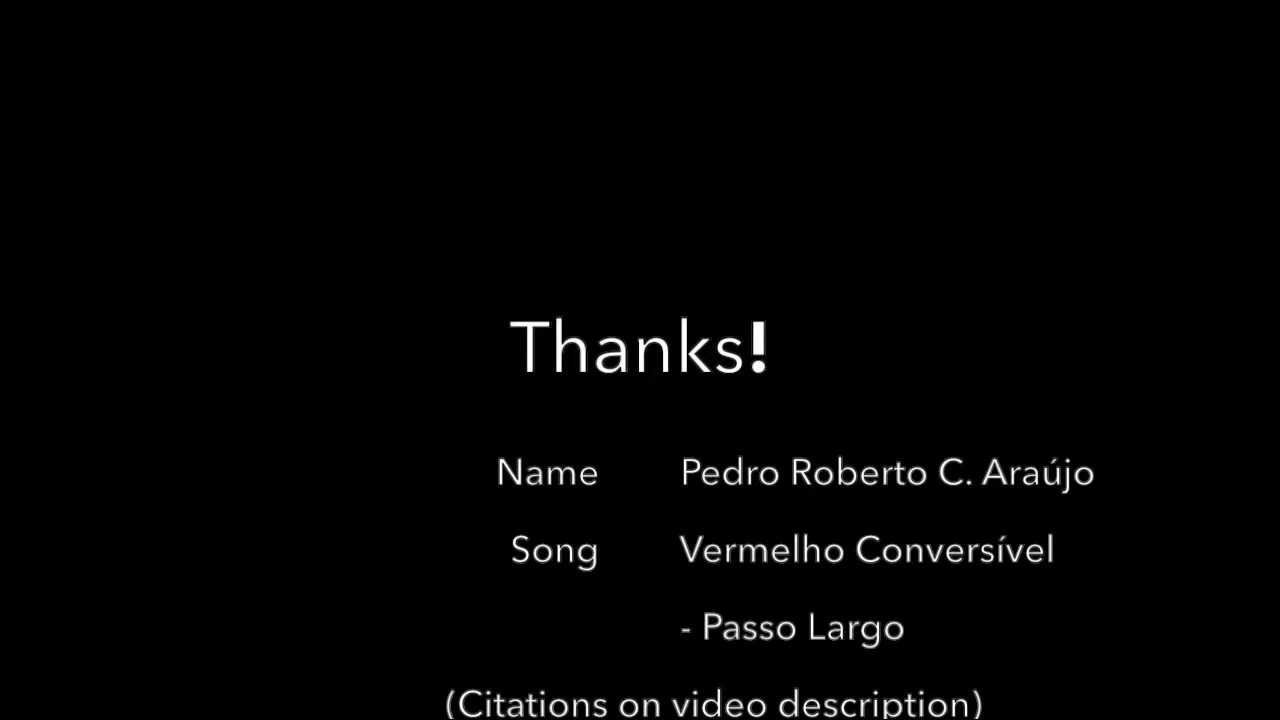 Thanks!
Name Pedro Roberto C. Araújo
Song Vermelho Conversível
- Passo Largo
(Citations on video description)